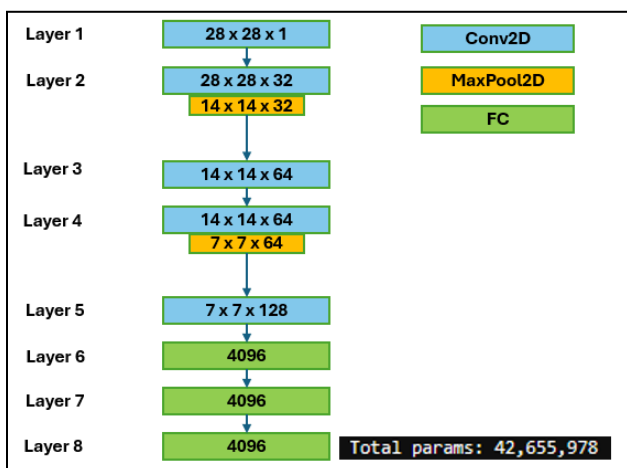 Layer 1
28 x 28 x 1
Conv2D
Layer 2
28 x 28 x 32
MaxPool2D
14 x 14 x 32
FC
Layer 3
14 x 14 x 64
Layer 4
14 x 14 x 64
7 x 7 x 64
Layer 5
7 x 7 x 128
Layer 6
4096
Layer 7
4096
Layer 8
4096
Total params: 42,655,978